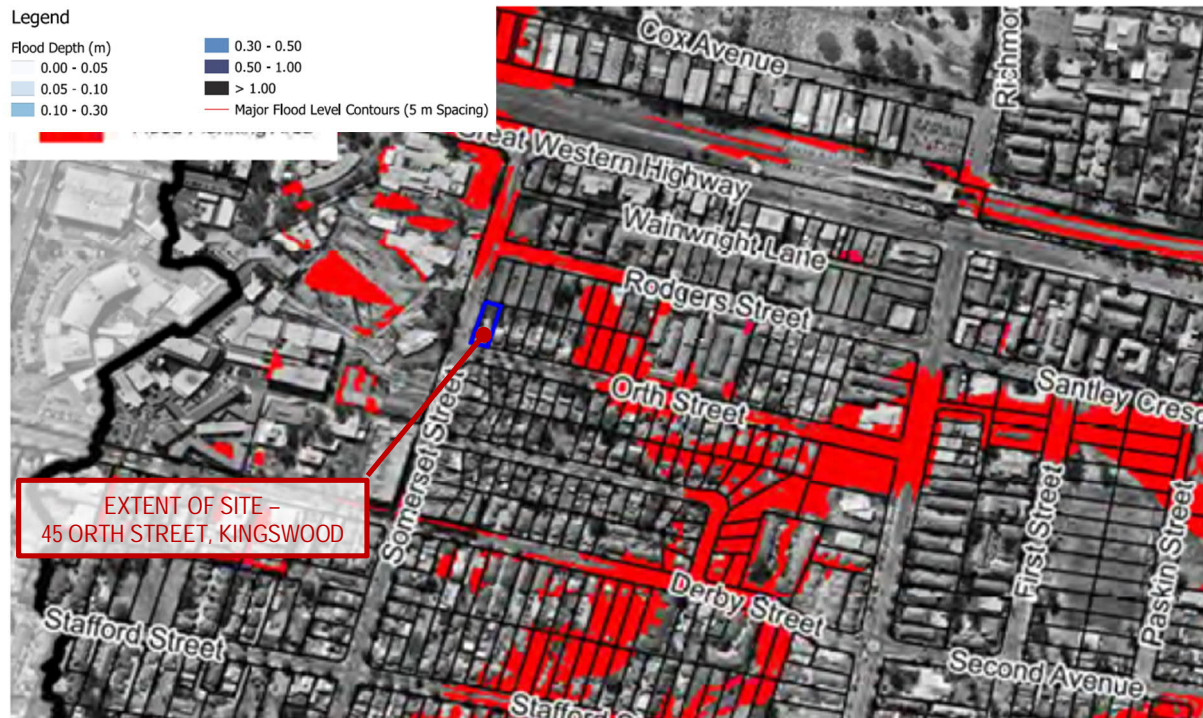 Legend
Flood Depth (m)
0.00 - 0.05
0.05 - 0.10
0.10 - 0.30
0.30 - 0.50
0.50 - 1.00
> 1.00
Major Flood Level Contours (5 m Spacing)
Cox Avenue
Richmo
Great Western Highway
Wainwright Lane
Rodgers Street
Orth Street
Santley Cres
Somerset Street
EXTENT OF SITE –
45 ORTH STREET, KINGSWOOD
First Street
Paskin Street
Derby Street
Stafford Street
Second Avenue
Stafford